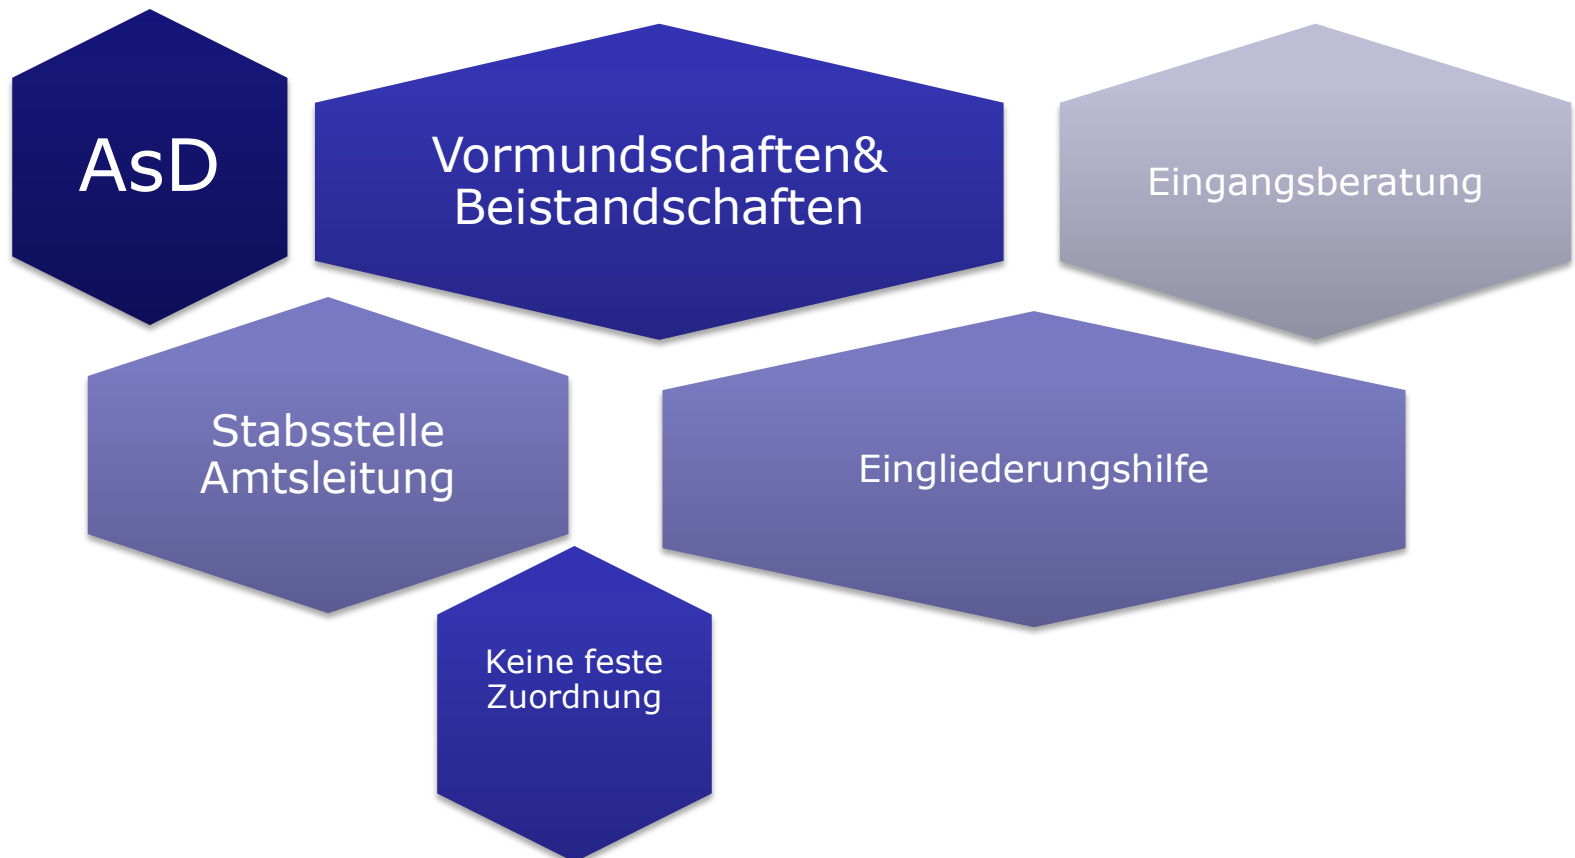 AsD
Vormundschaften&
Beistandschaften
Eingangsberatung
Stabsstelle
Amtsleitung
Eingliederungshilfe
Keine feste
Zuordnung